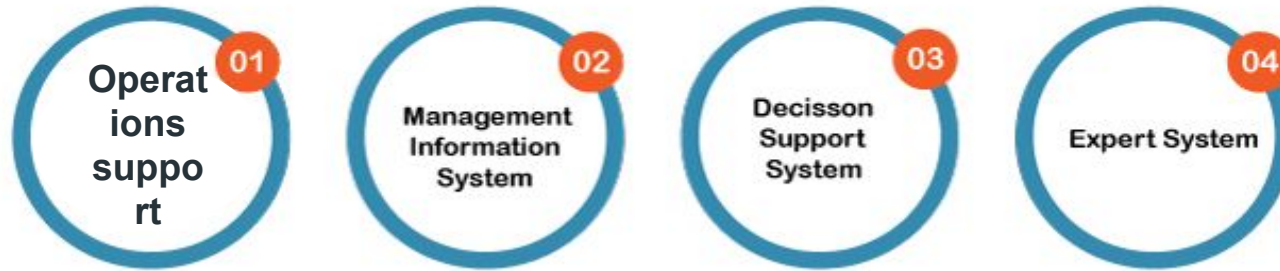 01
Operat
ions
suppo
rt
02
Management
Information
System
03
Decisson
Support
System
04
Expert System